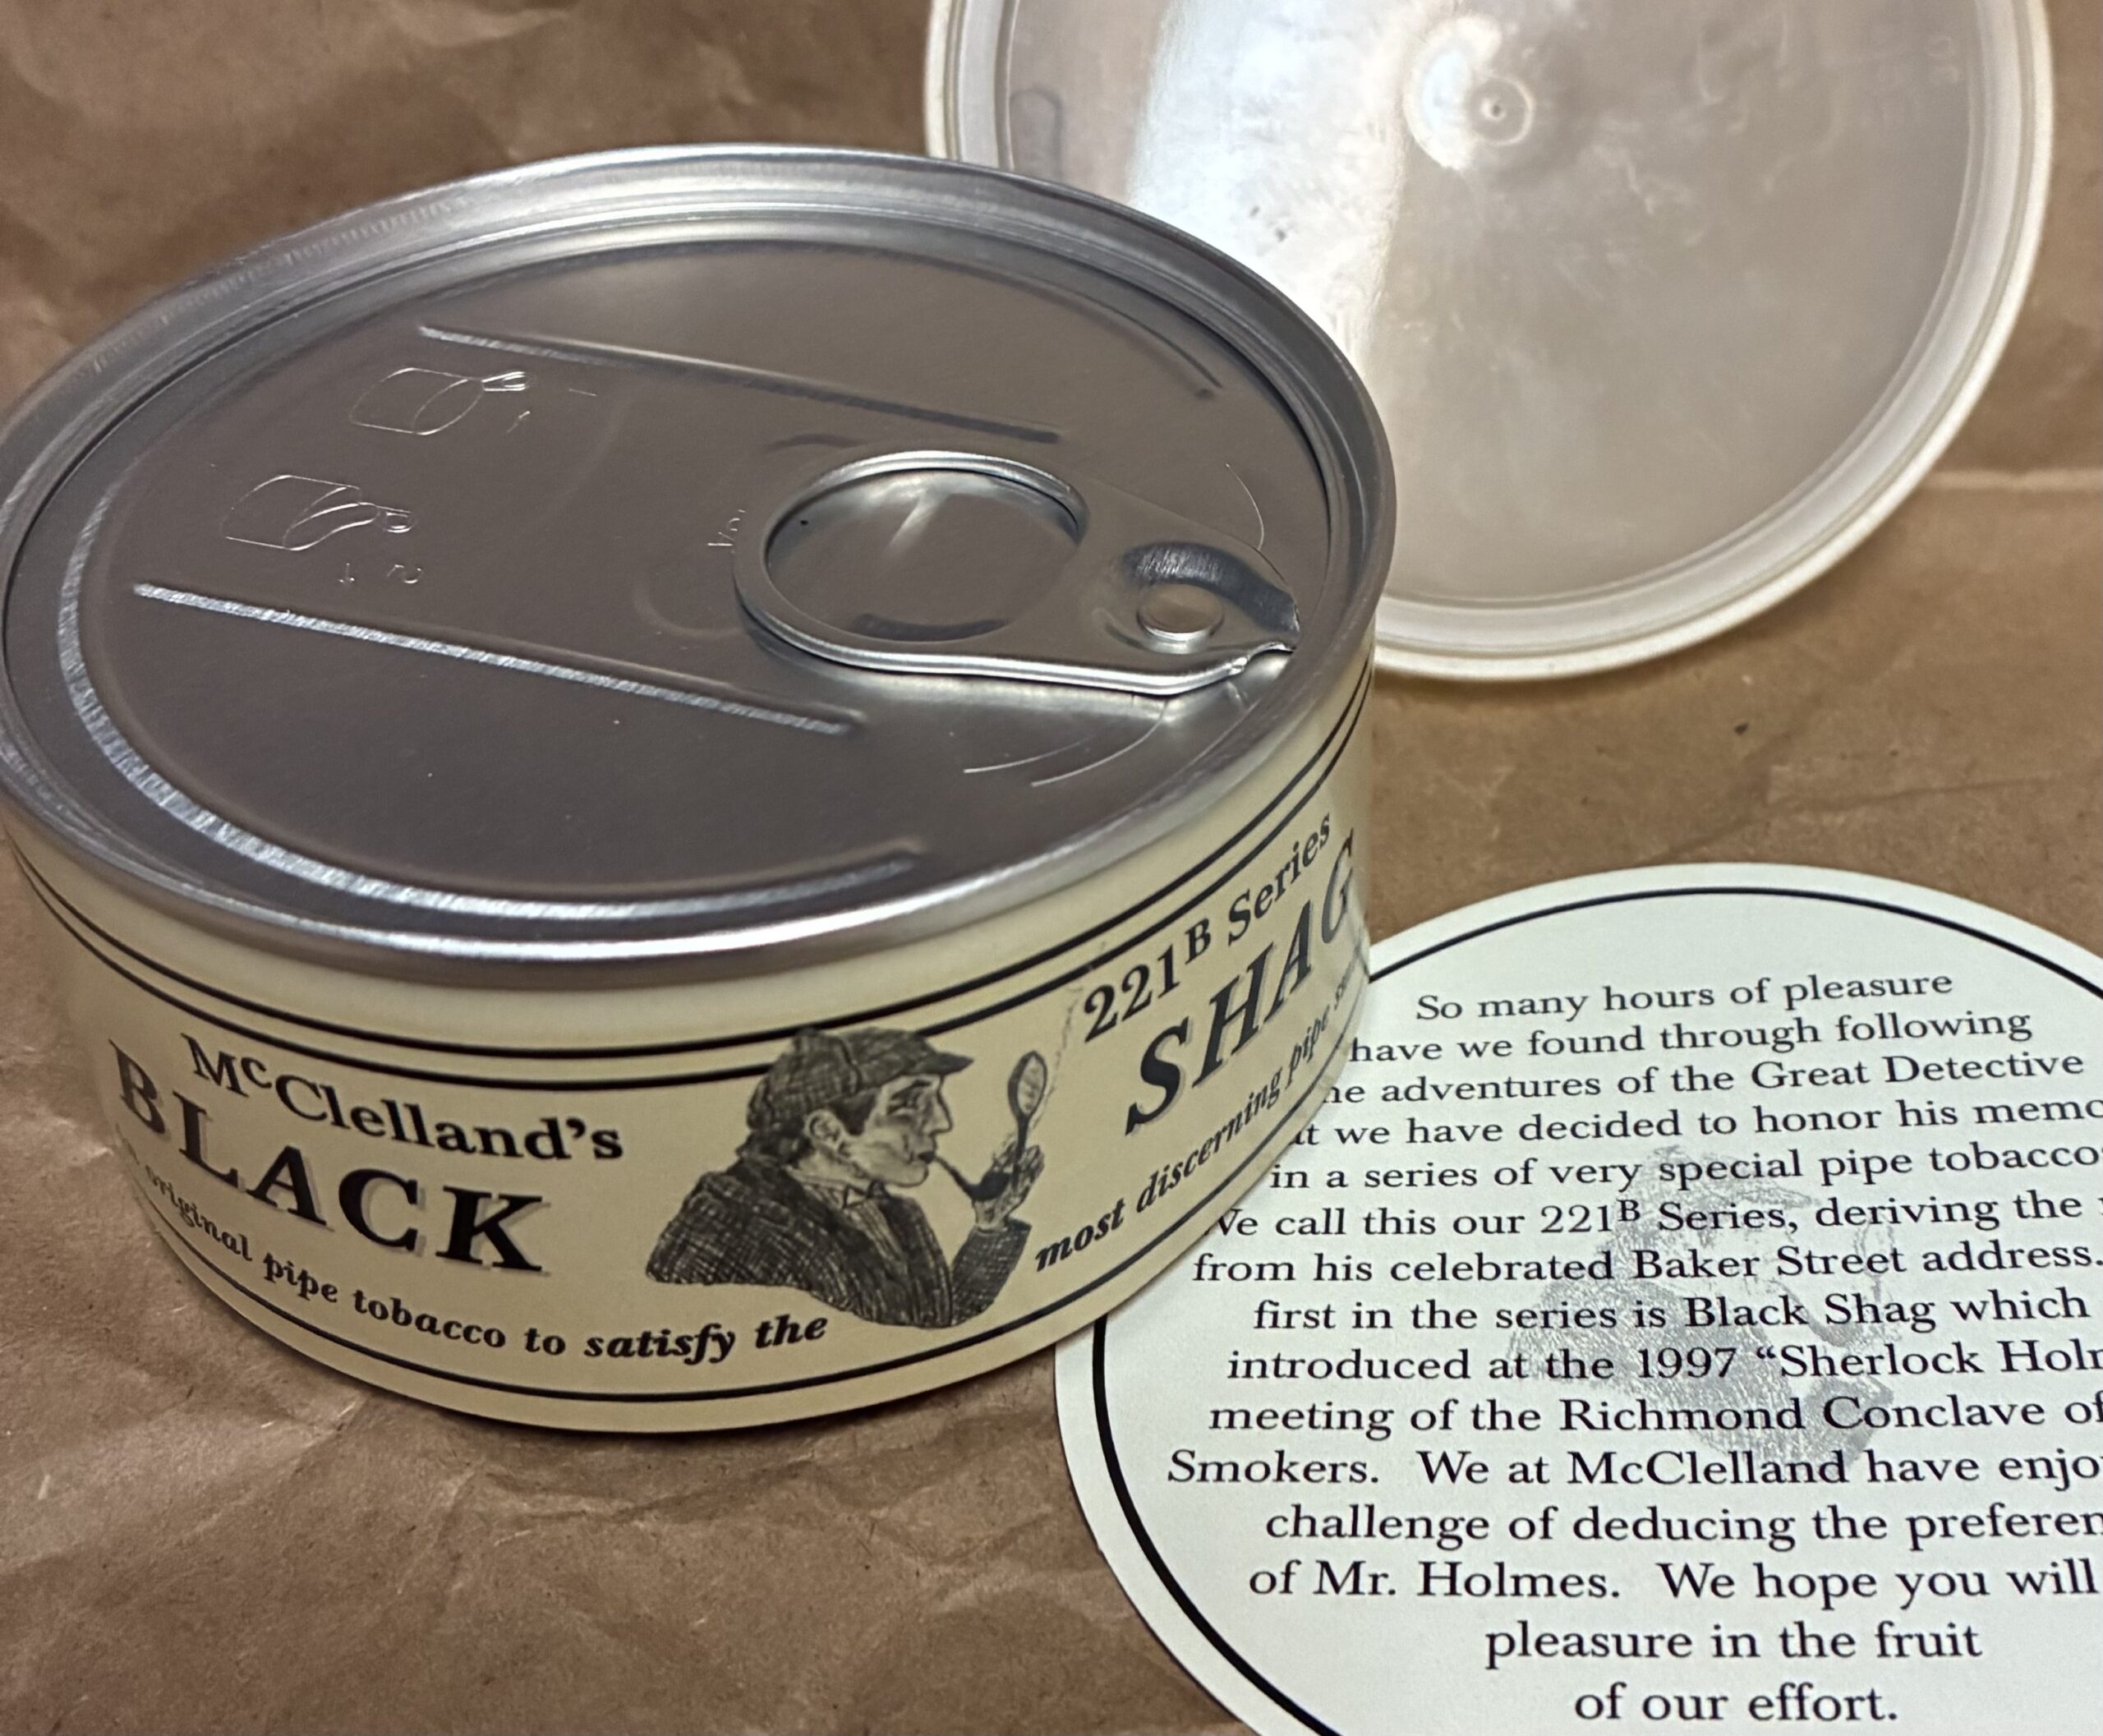 McClelland's
BLACK
original pipe tobacco to satisfy the
221B Series
SHAG
most discerning pipe
So many hours of pleasure
have we found through following
adventures of the Great Detective
we have decided to honor his
in a series of very special pipe
call this our 221B Series, deriving the
from his celebrated Baker Street address.
first in the series is Black Shag which
introduced at the 1997 "Sherlock
meeting of the Richmond Conclave of
Smokers. We at McClelland have
challenge of deducing the
of Mr. Holmes. We hope you will
pleasure in the fruit
of our effort.